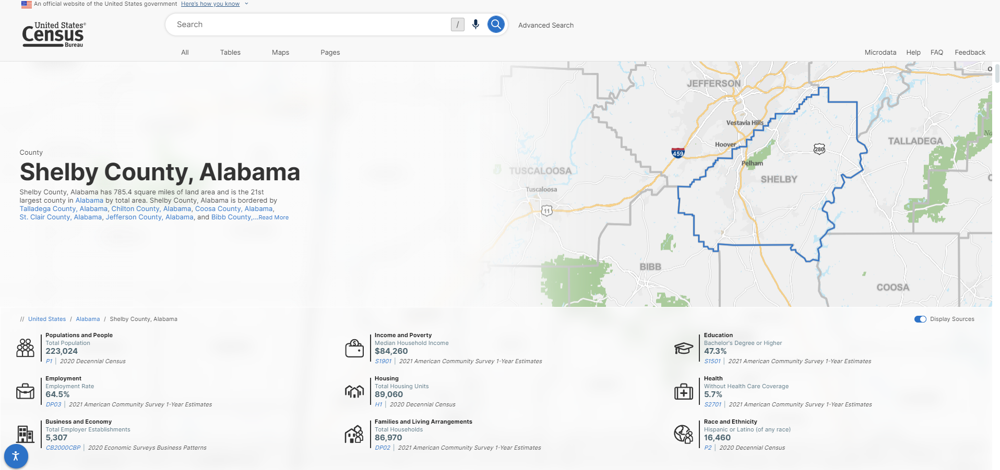 An official website of the United States government Here's how you know
United States®
Census
Bureau
Search
/
Advanced Search
All
Tables
Maps
Pages
Microdata
Help
FAQ
Feedback
JEFFERSON
Vestavia Hills
Hoover
459
280
TALLADEGA
Pelham
TUSCALOOSA
SHELBY
Tuscaloosa
11
BIBB
COOSA
County
Shelby County, Alabama
Shelby County, Alabama has 785.4 square miles of land area and is the 21st
largest county in Alabama by total area. Shelby County, Alabama is bordered by
Talladega County, Alabama, Chilton County, Alabama, Coosa County, Alabama,
St. Clair County, Alabama, Jefferson County, Alabama, and Bibb County,...Read More
// United States / Alabama / Shelby County, Alabama
Display Sources
Populations and People
Total Population
223,024
P1 | 2020 Decennial Census
Income and Poverty
Median Household Income
$84,260
S1901 | 2021 American Community Survey 1-Year Estimates
Education
Bachelor's Degree or Higher
47.3%
S1501 | 2021 American Community Survey 1-Year Estimates
Employment
Employment Rate
64.5%
DP03 | 2021 American Community Survey 1-Year Estimates
Housing
Total Housing Units
89,060
H1 | 2020 Decennial Census
Health
Without Health Care Coverage
5.7%
S2701 | 2021 American Community Survey 1-Year Estimates
Business and Economy
Total Employer Establishments
5,307
CB2000CBP | 2020 Economic Surveys Business Patterns
Families and Living Arrangements
Total Households
86,970
DP02 | 2021 American Community Survey 1-Year Estimates
Race and Ethnicity
Hispanic or Latino (of any race)
16,460
P2 | 2020 Decennial Census